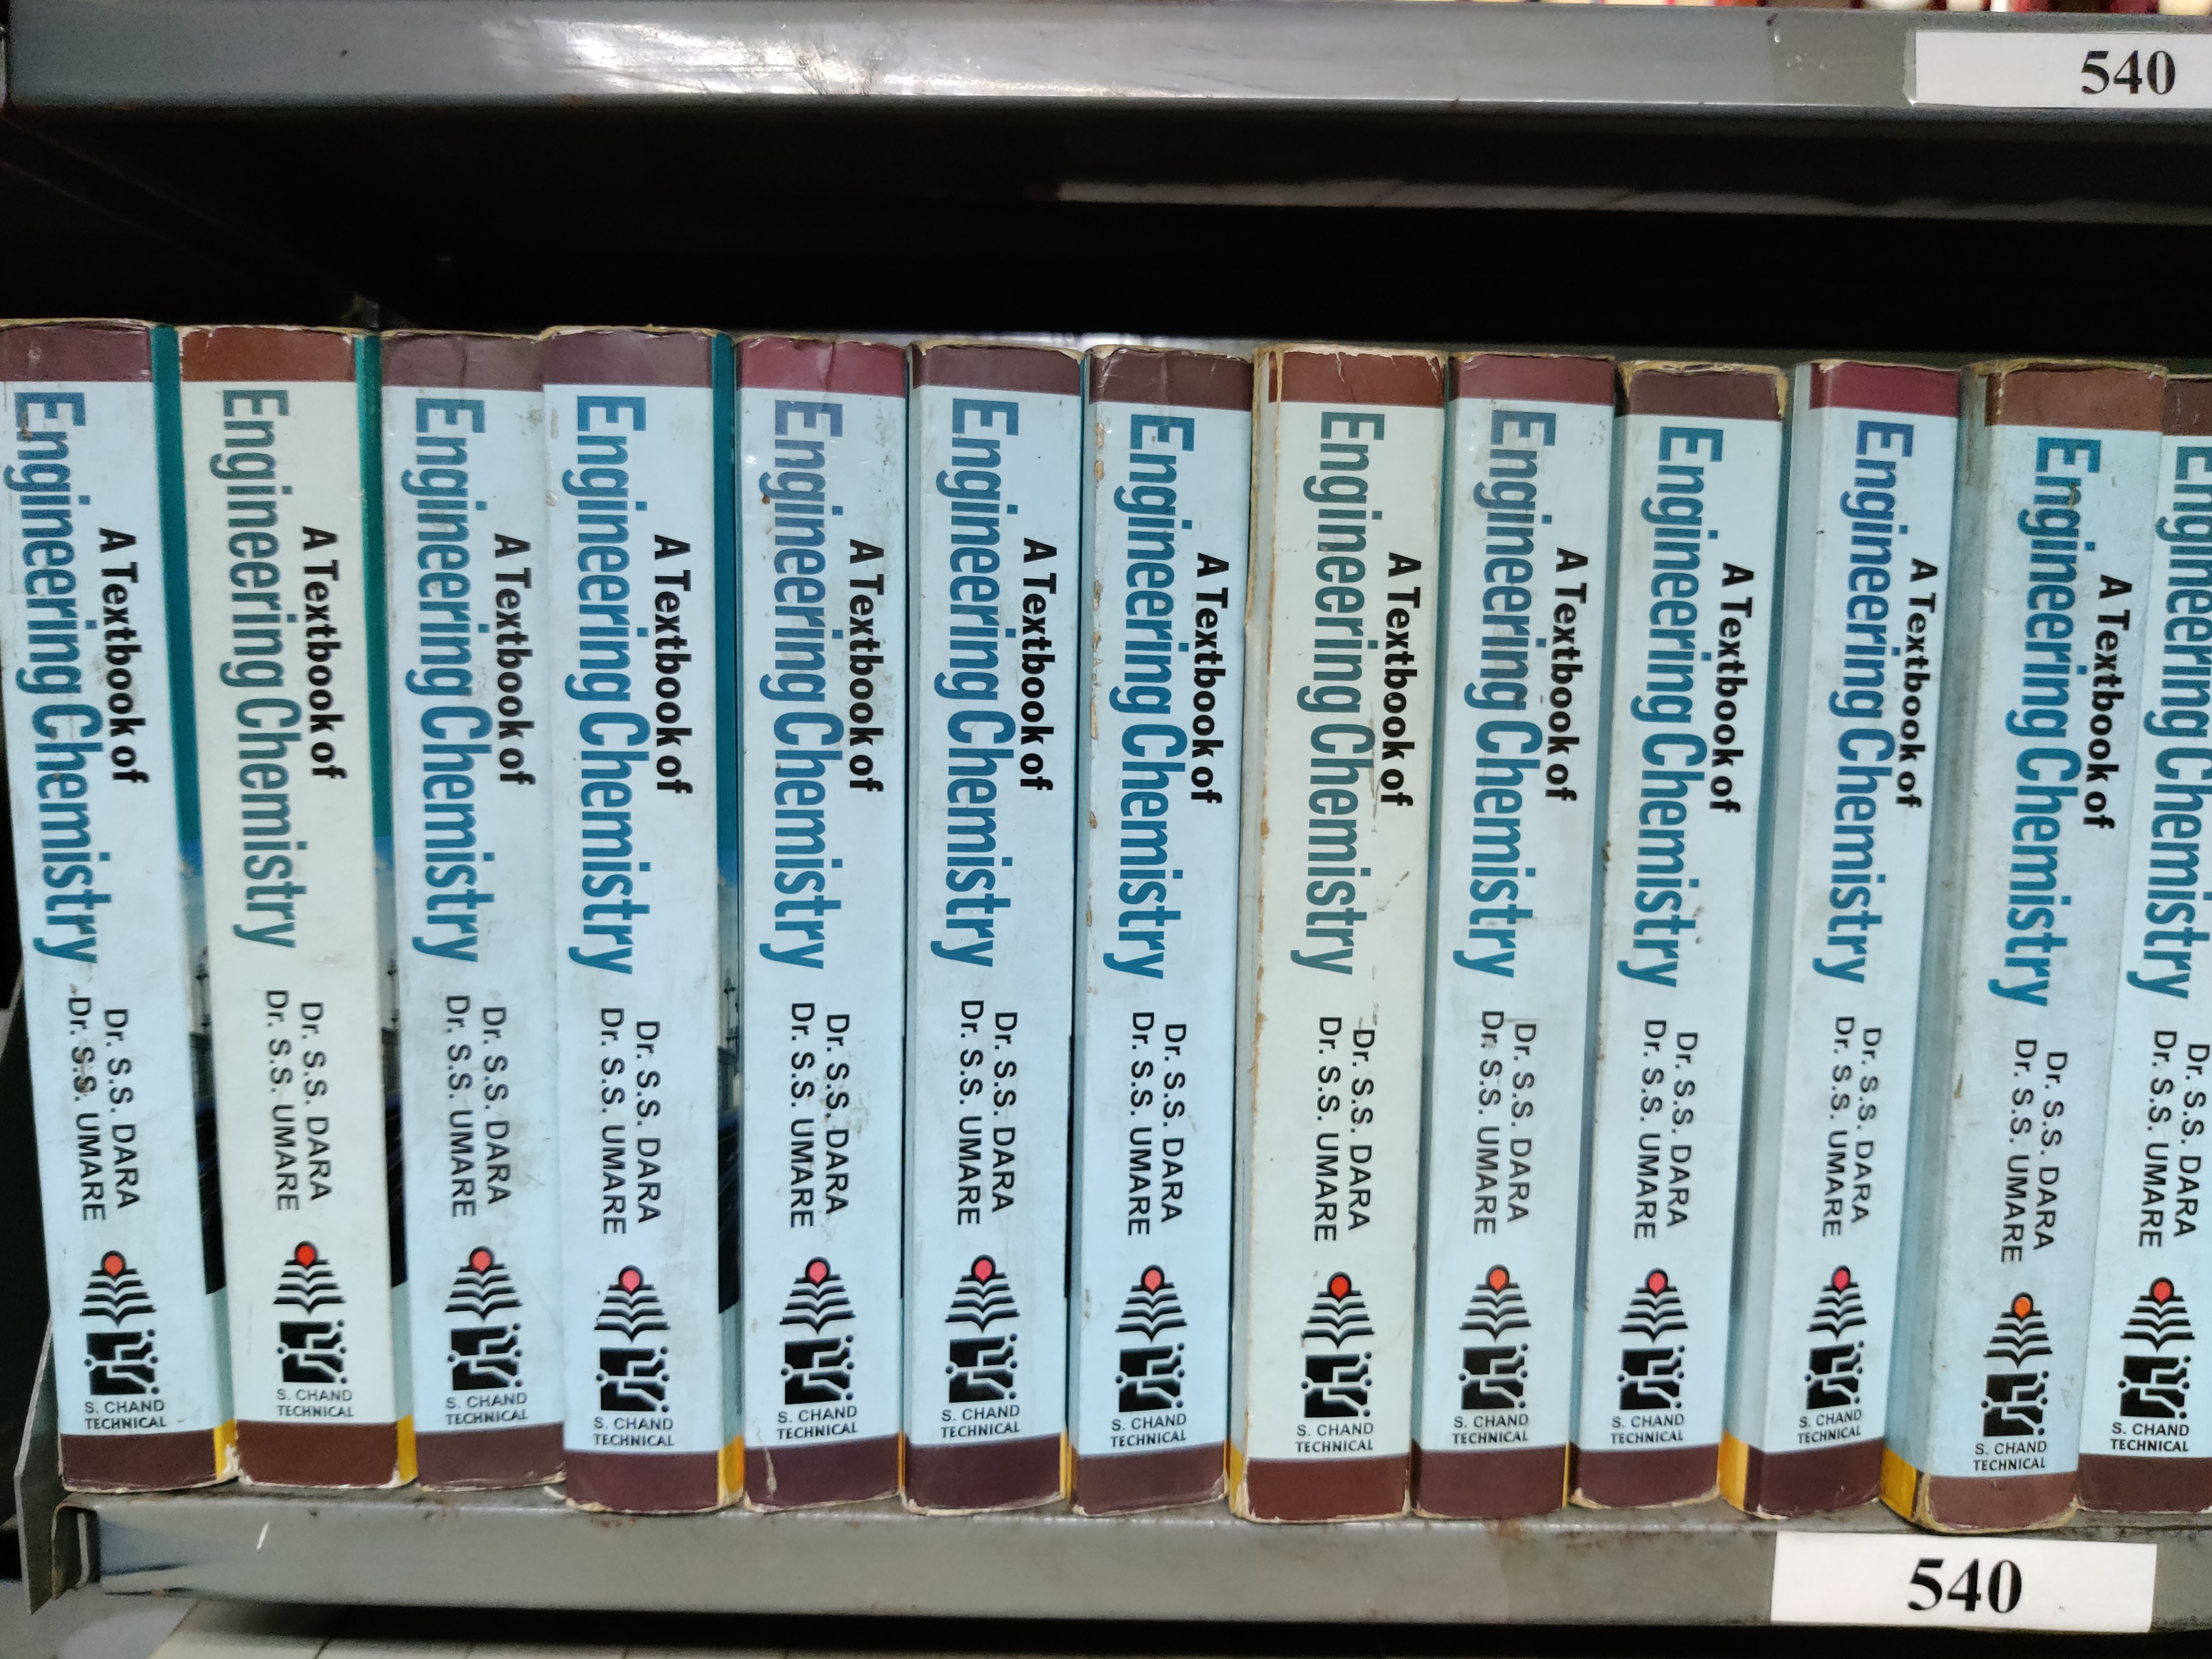 540
A Textbook of
Engineering Chemistry
Dr. S.S. DARA
Dr. S.S. UMARE
S. CHAND
TECHNICAL
A Textbook of
Engineering Chemistry
Dr. S.S. DARA
Dr. S.S. UMARE
S. CHAND
TECHNICAL
A Textbook of
Engineering Chemistry
Dr. S.S. DARA
Dr. S.S. UMARE
S. CHAND
TECHNICAL
A Textbook of
Engineering Chemistry
Dr. S.S. DARA
Dr. S.S. UMARE
S. CHAND
TECHNICAL
A Textbook of
Engineering Chemistry
Dr. S.S. DARA
Dr. S.S. UMARE
S. CHAND
TECHNICAL
A Textbook of
Engineering Chemistry
Dr. S.S. DARA
Dr. S.S. UMARE
S. CHAND
TECHNICAL
A Textbook of
Engineering Chemistry
Dr. S.S. DARA
Dr. S.S. UMARE
S. CHAND
TECHNICAL
A Textbook of
Engineering Chemistry
Dr. S.S. DARA
Dr. S.S. UMARE
S. CHAND
TECHNICAL
A Textbook of
Engineering Chemistry
Dr. S.S. DARA
Dr. S.S. UMARE
S. CHAND
TECHNICAL
A Textbook of
Engineering Chemistry
Dr. S.S. DARA
Dr. S.S. UMARE
S. CHAND
TECHNICAL
A Textbook of
Engineering Chemistry
Dr. S.S. DARA
Dr. S.S. UMARE
S. CHAND
TECHNICAL
A Textbook of
Engineering Chemistry
Dr. S.S. DARA
Dr. S.S. UMARE
S. CHAND
TECHNICAL
Engineering Chemistry
Dr. S.S. DARA
Dr. S.S. UMARE
S. CHAND
TECHNICAL
540